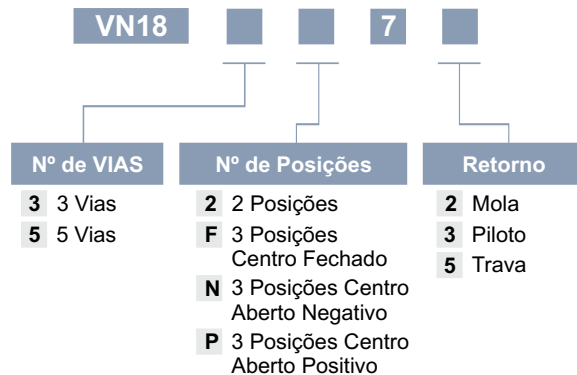 VN18 7
Nº de VIAS
3 3 Vias
5 5 Vias
Nº de Posições
2 2 Posições
F 3 Posições
Centro Fechado
N 3 Posições Centro
Aberto Negativo
P 3 Posições Centro
Aberto Positivo
Retorno
2 Mola
3 Piloto
5 Trava